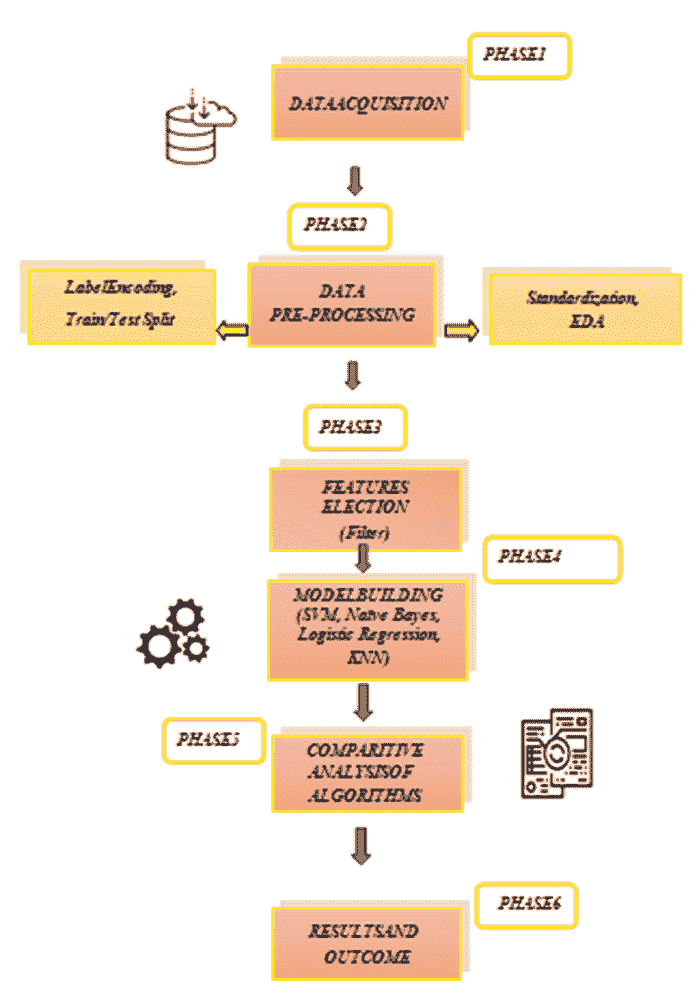 PHASE1
DATAACQUISITION
PHASE2
LabelEncoding,
Train/Test Split
DATA
PRE-PROCESSING
Standardization,
EDA
PHASE3
FEATURES
ELECTION
(Filter)
PHASE4
MODELBUILDING
(SVM, Naive Bayes,
Logistic Regression,
KNN)
PHASE5
COMPARITIVE
ANALYSISOF
ALGORITHMS
PHASE6
RESULTSAND
OUTCOME